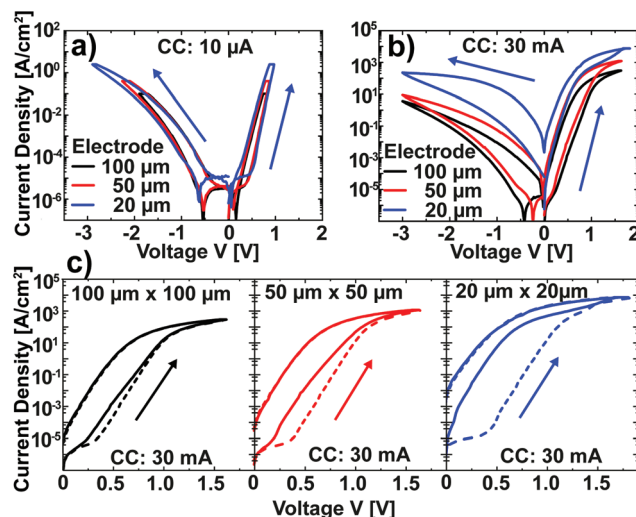 a)
CC: 10 µA
Current Density [A/cm²]
10²
10⁰
10⁻²
10⁻⁴
10⁻⁶
Electrode
100 µm
50 µm
20 µm
-3 -2 -1 0 1 2
Voltage V [V]
b)
CC: 30 mA
10⁵
10³
10¹
10⁻¹
10⁻³
10⁻⁵
Electrode
100 µm
50 µm
20 µm
-3 -2 -1 0 1 2
Voltage V [V]
c)
Current Density [A/cm²]
10⁵
10³
10¹
10⁻¹
10⁻³
10⁻⁵
100 µm x 100 µm
CC: 30 mA
0 0.5 1.0 1.5
50 µm x 50 µm
CC: 30 mA
0 0.5 1.0 1.5
20 µm x 20µm
CC: 30 mA
0 0.5 1.0 1.5
Voltage V [V]